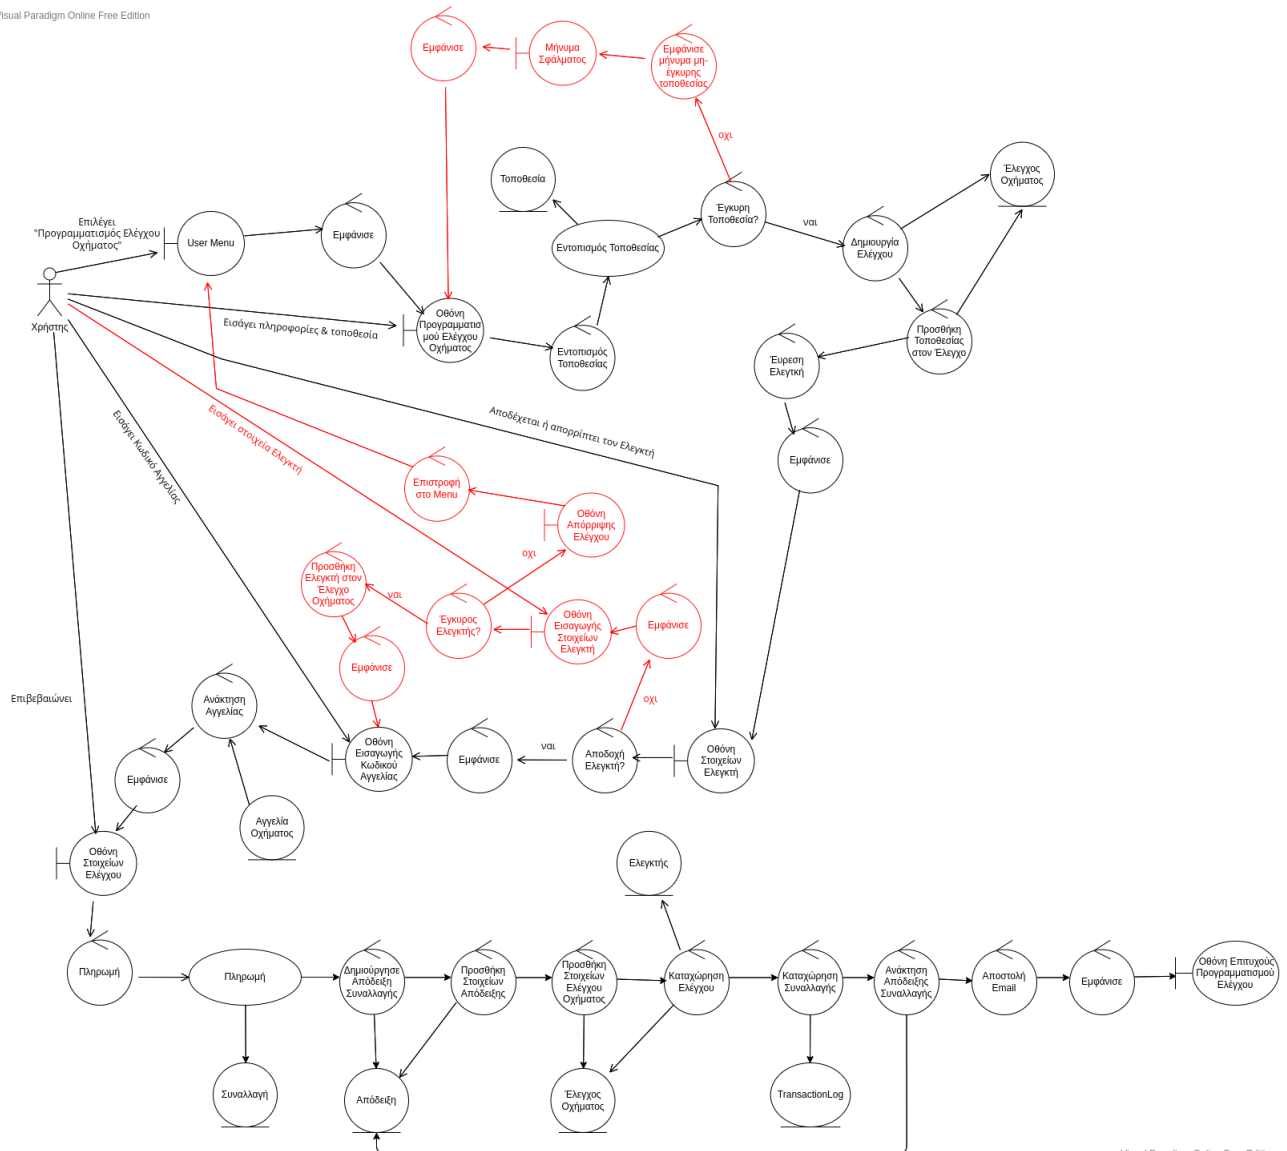 Visual Paradigm Online Free Edition
Εμφάνισε
Μήνυμα
Σφάλματος
Εμφάνισε
μήνυμα μη-
έγκυρης
τοποθεσίας
οχι
Τοποθεσία
Έγκυρη
Τοποθεσία?
Έλεγχος
Οχήματος
ναι
Επιλέγει
"Προγραμματισμός Ελέγχου
Οχήματος"
User Menu
Εμφάνισε
Εντοπισμός Τοποθεσίας
Δημιουργία
Ελέγχου
Χρήστης
Εισάγει πληροφορίες & τοποθεσία
Οθόνη
Προγραμματισ
μού Ελέγχου
Οχήματος
Εντοπισμός
Τοποθεσίας
Προσθήκη
Τοποθεσίας
στον Έλεγχο
Έυρεση
Ελεγτκή
Εισάγει στοιχεία Ελεγκτή
Αποδέχεται ή απορρίπτει τον Ελεγκτή
Εισάγει Κωδικό Αγγελίας
Εμφάνισε
Επιστροφή
στο Menu
Οθόνη
Απόρριψης
Ελέγχου
οχι
Προσθήκη
Ελεγκτή στον
Έλεγχο
Οχήματος
ναι
Έγκυρος
Ελεγκτής?
Οθόνη
Εισαγωγής
Στοιχείων
Ελεγκτή
Εμφάνισε
Εμφάνισε
Επιβεβαιώνει
Ανάκτηση
Αγγελίας
οχι
Οθόνη
Εισαγωγής
Κωδικού
Αγγελίας
Εμφάνισε
ναι
Αποδοχή
Ελεγκτή?
Οθόνη
Στοιχείων
Ελεγκτή
Εμφάνισε
Αγγελία
Οχήματος
Οθόνη
Στοιχείων
Ελέγχου
Ελεγκτής
Πληρωμή
Πληρωμή
Δημιούργησε
Απόδειξη
Συναλλαγής
Προσθήκη
Στοιχείων
Απόδειξης
Προσθήκη
Στοιχείων
Ελέγχου
Οχήματος
Καταχώρηση
Ελέγχου
Καταχώρηση
Συναλλαγής
Ανάκτηση
Απόδειξης
Συναλλαγής
Αποστολή
Email
Εμφάνισε
Οθόνη Επιτυχούς
Προγραμματισμού
Ελέγχου
Συναλλαγή
Απόδειξη
Έλεγχος
Οχήματος
TransactionLog